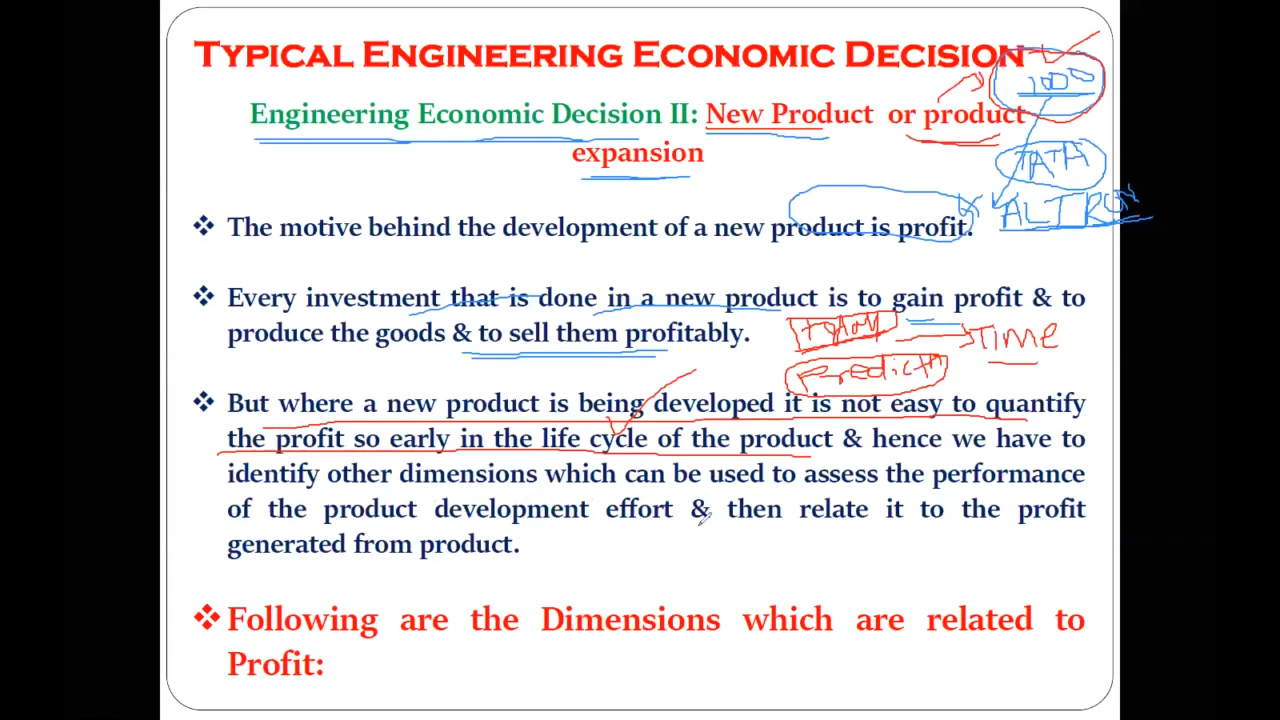 TYPICAL ENGINEERING ECONOMIC DECISION
1000
Engineering Economic Decision II: New Product or product
expansion
TATA
ALTRON
❖ The motive behind the development of a new product is profit.
❖ Every investment that is done in a new product is to gain profit & to
produce the goods & to sell them profitably.
TIME
❖ But where a new product is being developed it is not easy to quantify
the profit so early in the life cycle of the product & hence we have to
identify other dimensions which can be used to assess the performance
of the product development effort & then relate it to the profit
generated from product.
❖ Following are the Dimensions which are related to
Profit: